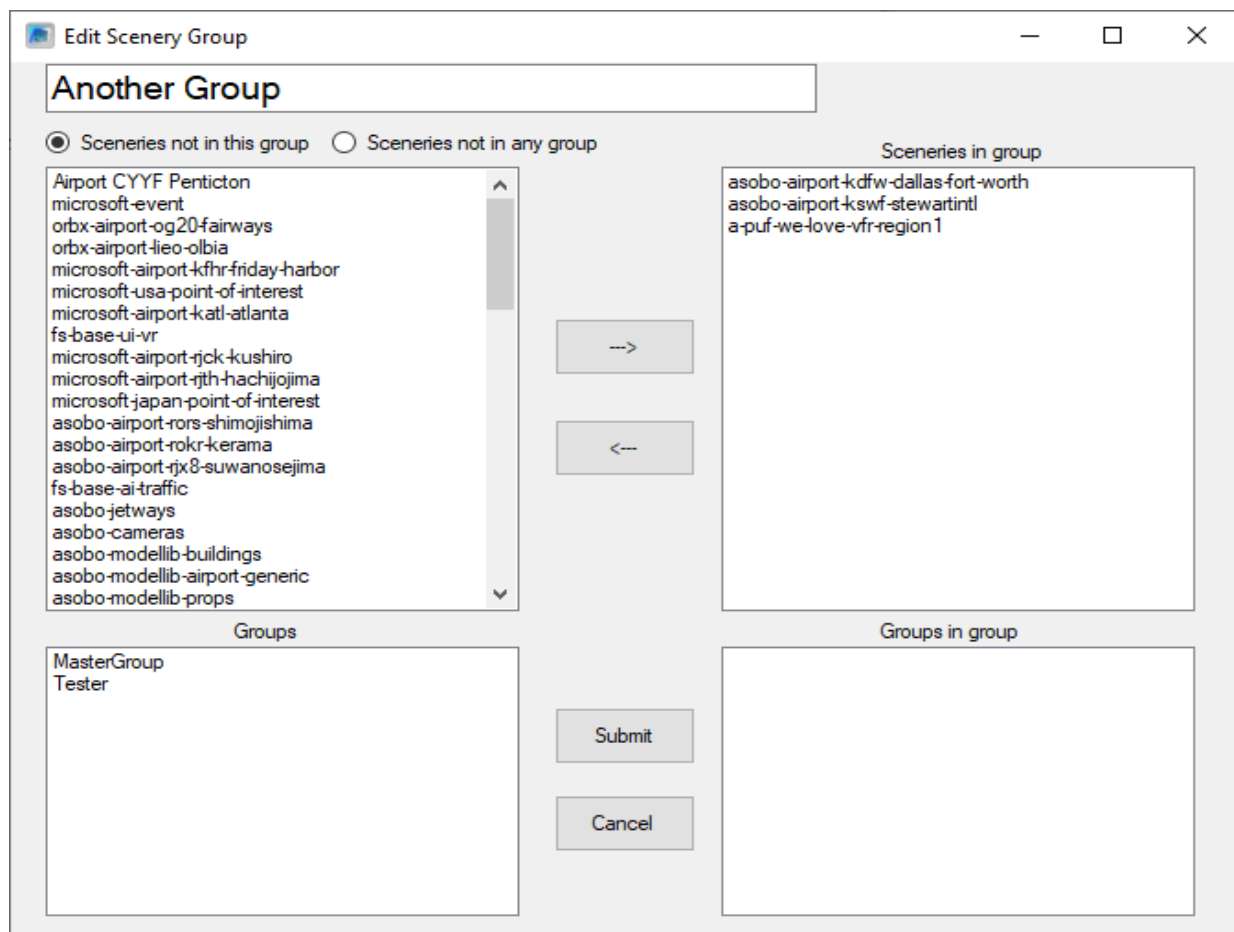 Edit Scenery Group
Another Group
Sceneries not in this group
Sceneries not in any group
Airport CYYF Penticton
microsoft-event
orbx-airport-og20-fairways
orbx-airport-lieo-olbia
microsoft-airport-kfhr-friday-harbor
microsoft-usa-point-of-interest
microsoft-airport-katl-atlanta
fs-base-ui-vr
microsoft-airport-rjck-kushiro
microsoft-airport-rjth-hachijojima
microsoft-japan-point-of-interest
asobo-airport-rors-shimojishima
asobo-airport-rokr-kerama
asobo-airport-rjx8-suwanosejima
fs-base-ai-traffic
asobo-jetways
asobo-cameras
asobo-modellib-buildings
asobo-modellib-airport-generic
asobo-modellib-props
--->
<---
Sceneries in group
asobo-airport-kdfw-dallas-fort-worth
asobo-airport-kswf-stewartintl
a-puf-we-love-vfr-region1
Groups
MasterGroup
Tester
Submit
Cancel
Groups in group